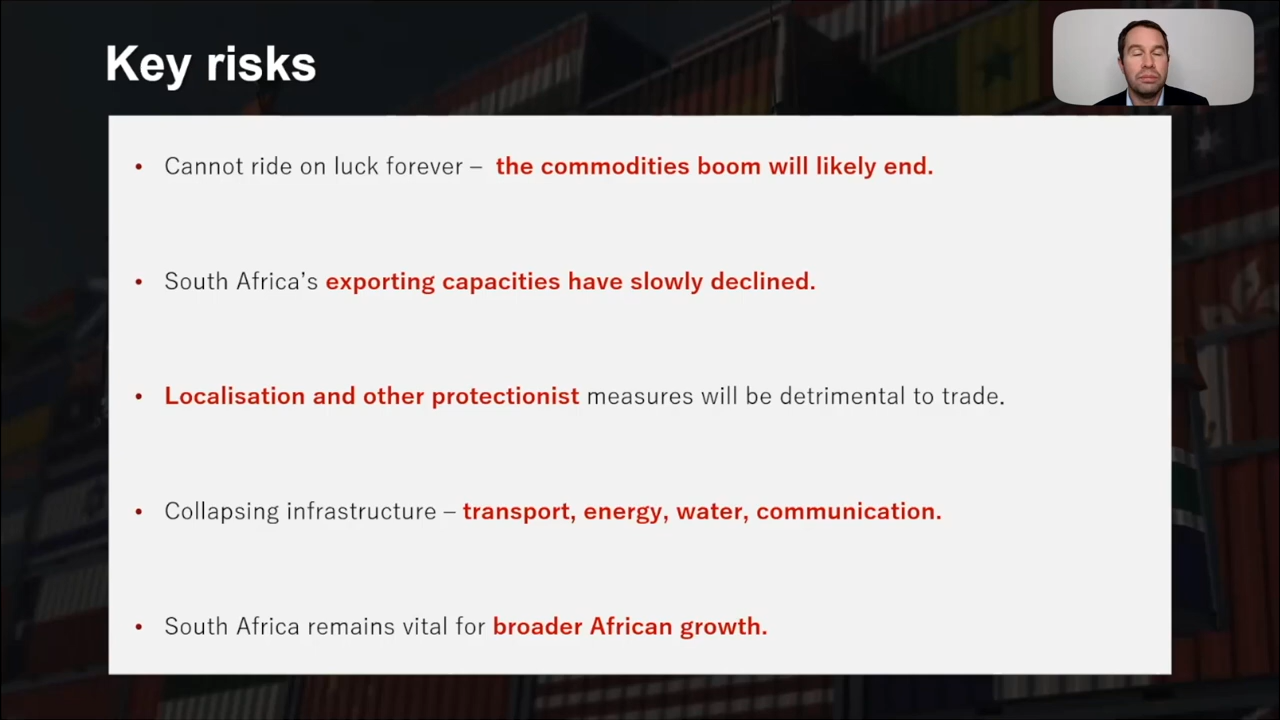 Key risks
• Cannot ride on luck forever – the commodities boom will likely end.
• South Africa’s exporting capacities have slowly declined.
• Localisation and other protectionist measures will be detrimental to trade.
• Collapsing infrastructure – transport, energy, water, communication.
• South Africa remains vital for broader African growth.